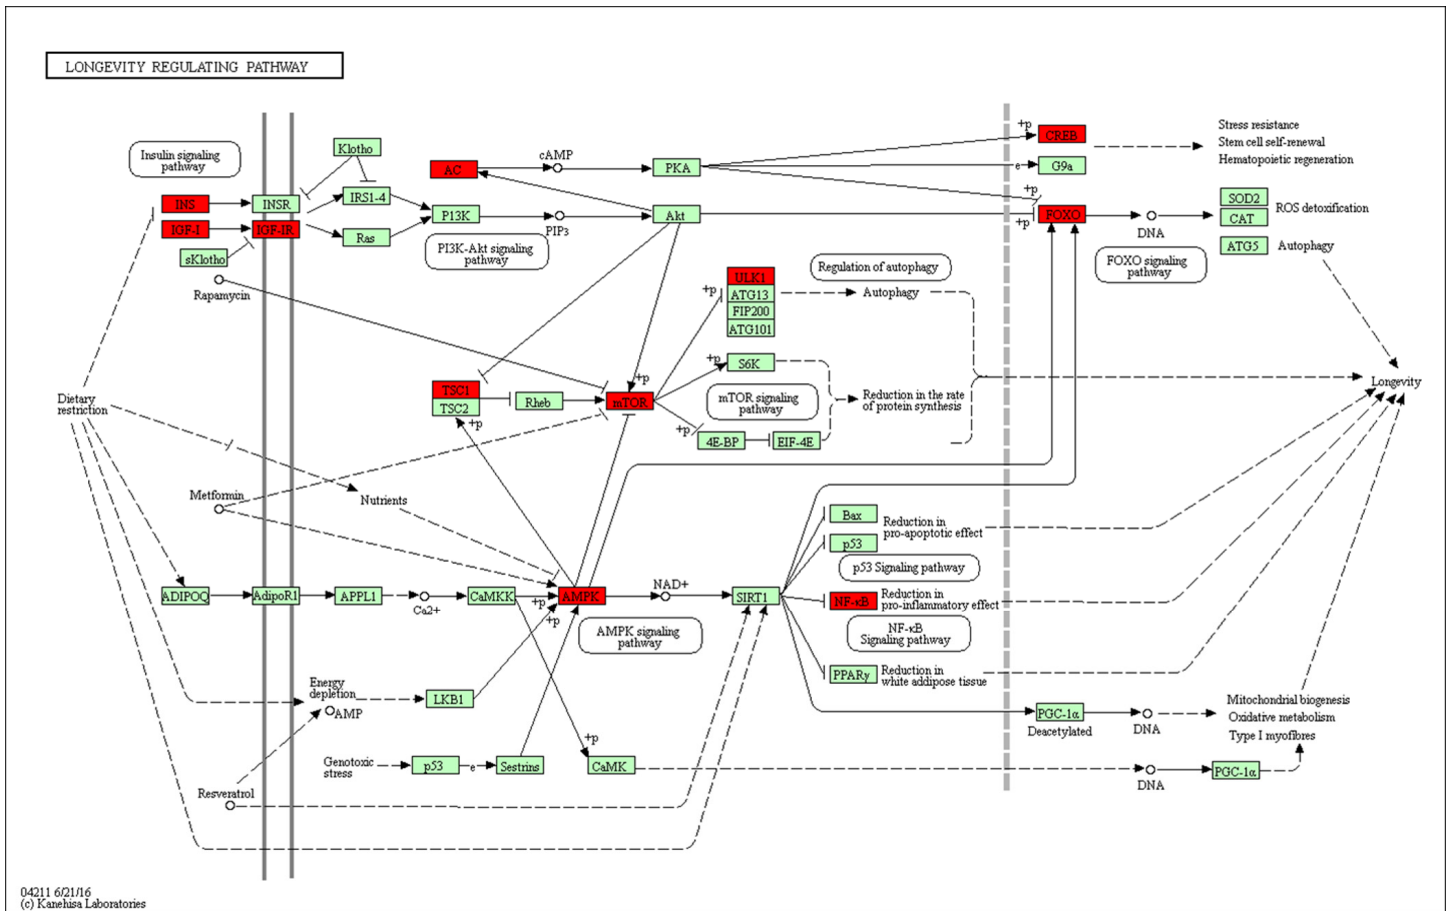 LONGEVITY REGULATING PATHWAY
Insulin signaling
pathway
Klotho
INS
INSR
IRS1-4
IGF-I
IGF-IR
Ras
sKlotho
Rapamycin
AC
cAMP
PKA
P13K
PIP3
Akt
PI3K-Akt signaling
pathway
+p
CREB
e
G9a
+p
+p
FOXO
DNA
FOXO signaling
pathway
Stress resistance
Stem cell self-renewal
Hematopoietic regeneration
SOD2
CAT
ROS detoxification
ATG5
Autophagy
+p
ULK1
ATG13
FIP200
ATG101
Regulation of autophagy
Autophagy
TSC1
TSC2
+p
Rheb
+p
mTOR
+p
S6K
mTOR signaling
pathway
+p
4E-BP
EIF-4E
Reduction in the rate
of protein synthesis
Longevity
Dietary
restriction
Metformin
Nutrients
ADIPOQ
AdipoR1
APPL1
Ca2+
CaMKK
+p
+p
AMPK
NAD+
SIRT1
AMPK signaling
pathway
Bax
Reduction in
pro-apoptotic effect
p53
p53 Signaling pathway
NF-κB
Reduction in
pro-inflammatory effect
NF-κB
Signaling pathway
PPARγ
Reduction in
white addipose tissue
Energy
depletion
AMP
LKB1
PGC-1α
Deacetylated
DNA
Mitochondrial biogenesis
Oxidative metabolism
Type I myofibres
Genotoxic
stress
p53
e
Sestrins
+p
CaMK
DNA
PGC-1α
Resveratrol
04211 6/21/16
(c) Kanehisa Laboratories